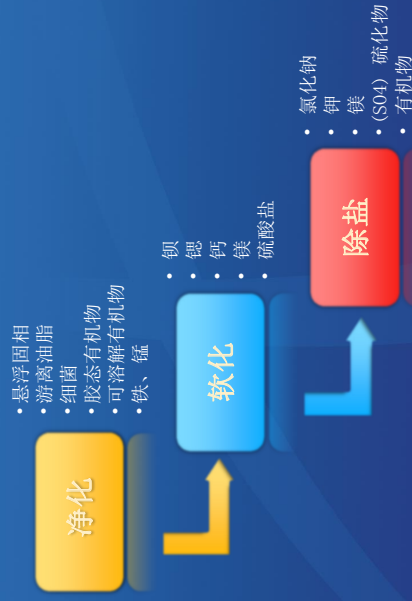 净化
•悬浮固相
•游离油脂
•细菌
•胶态有机物
•可溶解有机物
•铁、锰
软化
• 钡
• 锶
• 钙
• 镁
• 硫酸盐
除盐
• 氯化钠
• 钾
• 镁
• (SO4) 硫化物
• 有机物